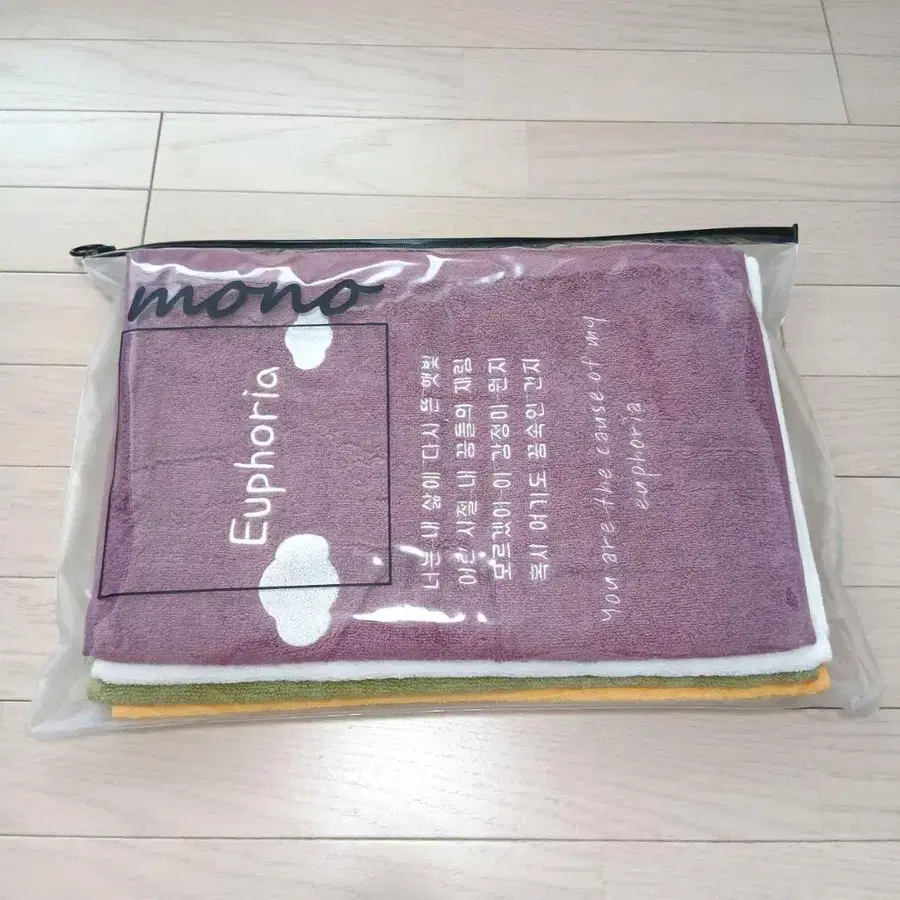 mono
Euphoria
너는 내 삶에 다시 뜬 햇빛
어린 시절 내 꿈들의 재림
모르겠어 이 감정이 뭔지
혹시 여기도 꿈속인 건지
You are the cause of my
euphoria